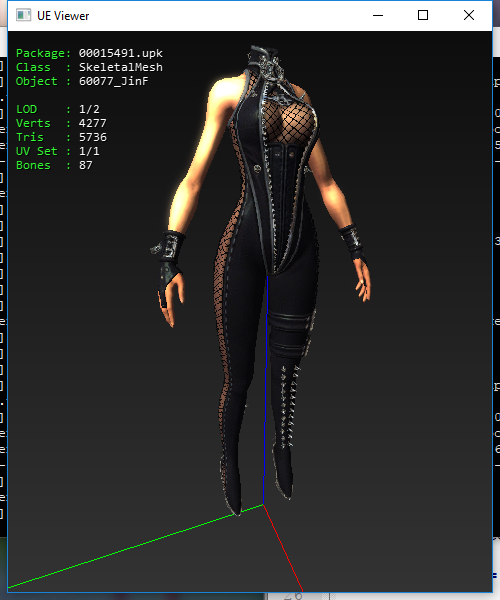 UE Viewer
Package: 00015491.upk
Class : SkeletalMesh
Object : 60077_JinF
LOD : 1/2
Verts : 4277
Tris : 5736
UV Set : 1/1
Bones : 87